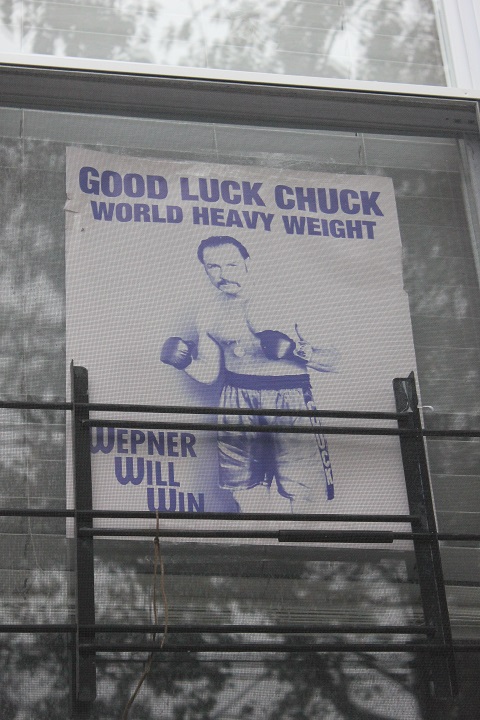 GOOD LUCK CHUCK
WORLD HEAVY WEIGHT
WEPNER
WILL
WIN